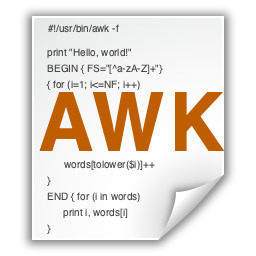 #!/usr/bin/awk -f
print "Hello, world!"
BEGIN { FS="[^a-zA-Z]+"}
{ for (i=1; i<=NF; i++)
AWK
words[tolower($i)]++
}
END { for (i in words)
print i, words[i]
}